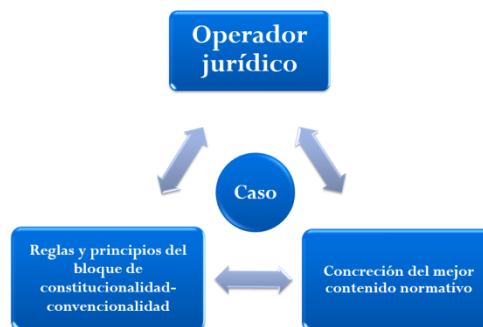 Operador
jurídico
Caso
Reglas y principios del
bloque de
constitucionalidad-
convencionalidad
Concreción del mejor
contenido normativo